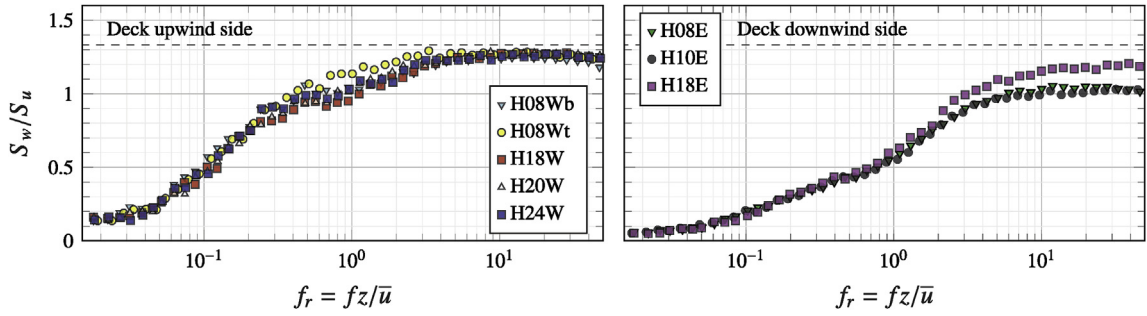 1.5
1
0.5
0
S_w/S_u
Deck upwind side
H08Wb
H08Wt
H18W
H20W
H24W
10^{-1}
10^0
10^1
f_r = fz/\overline{u}
Deck downwind side
H08E
H10E
H18E
10^{-1}
10^0
10^1
f_r = fz/\overline{u}